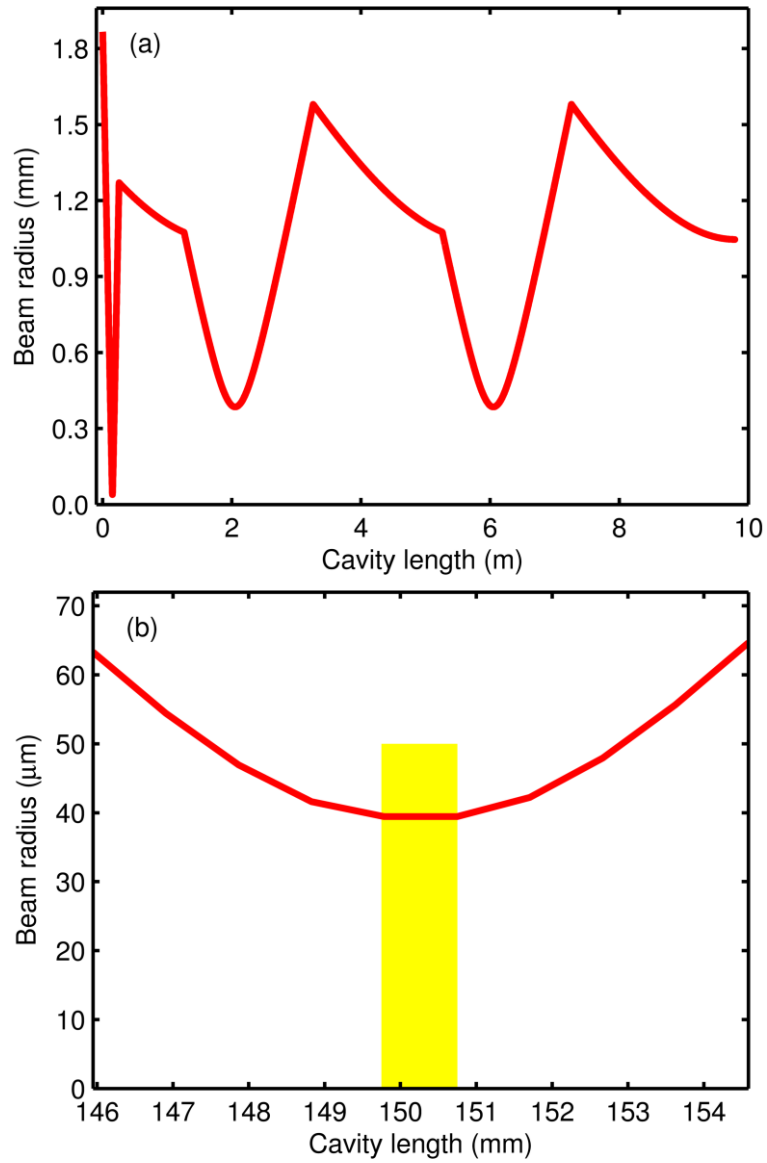 (a)
1.8
1.5
1.2
0.9
0.6
0.3
0.0
Beam radius (mm)
0 2 4 6 8 10
Cavity length (m)
(b)
70
60
50
40
30
20
10
0
Beam radius (μm)
146 147 148 149 150 151 152 153 154
Cavity length (mm)